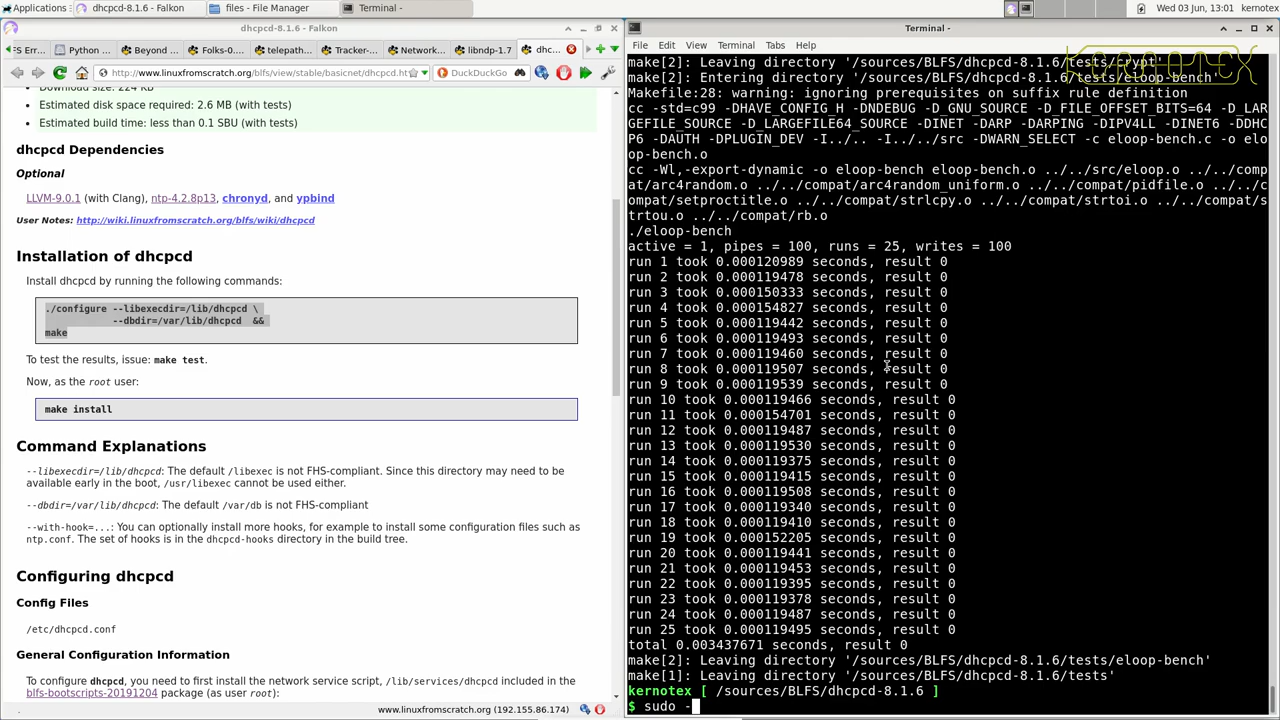 Applications
dhcpcd-8.1.6 - Falkon
files - File Manager
Terminal -
Wed 03 Jun, 13:01
kernotex
dhcpcd-8.1.6 - Falkon
S Err...
Python ...
Beyond ...
Folks-0....
telepath...
Tracker-...
Network...
libndp-1.7
dhc...
http://www.linuxfromscratch.org/blfs/view/stable/basicnet/dhcpcd.ht
DuckDuckGo
Download size: 224 KB
Estimated disk space required: 2.6 MB (with tests)
Estimated build time: less than 0.1 SBU (with tests)
dhcpcd Dependencies
Optional
LLVM-9.0.1 (with Clang), ntp-4.2.8p13, chronyd, and ypbind
User Notes: http://wiki.linuxfromscratch.org/blfs/wiki/dhcpcd
Installation of dhcpcd
Install dhcpcd by running the following commands:
./configure --libexecdir=/lib/dhcpcd \
--dbdir=/var/lib/dhcpcd &&
make
To test the results, issue: make test.
Now, as the root user:
make install
Command Explanations
--libexecdir=/lib/dhcpcd: The default /libexec is not FHS-compliant. Since this directory may need to be
available early in the boot, /usr/libexec cannot be used either.
--dbdir=/var/lib/dhcpcd: The default /var/db is not FHS-compliant
--with-hook=...: You can optionally install more hooks, for example to install some configuration files such as
ntp.conf. The set of hooks is in the dhcpcd-hooks directory in the build tree.
Configuring dhcpcd
Config Files
/etc/dhcpcd.conf
General Configuration Information
To configure dhcpcd, you need to first install the network service script, /lib/services/dhcpcd included in the
blfs-bootscripts-20191204 package (as user root):
www.linuxfromscratch.org (192.155.86.174)
Terminal -
File Edit View Terminal Tabs Help
KERNOTEX
make[2]: Leaving directory '/sources/BLFS/dhcpcd-8.1.6/tests/crypt'
make[2]: Entering directory '/sources/BLFS/dhcpcd-8.1.6/tests/eloop-bench'
Makefile:28: warning: ignoring prerequisites on suffix rule definition
cc -std=c99 -DHAVE_CONFIG_H -DNDEBUG -D_GNU_SOURCE -D_FILE_OFFSET_BITS=64 -D_LAR
GEFILE_SOURCE -D_LARGEFILE64_SOURCE -DINET -DARP -DARPING -DIPV4LL -DINET6 -DDHC
P6 -DAUTH -DPLUGIN_DEV -I../.. -I../../src -DWARN_SELECT -c eloop-bench.c -o elo
op-bench.o
cc -Wl,-export-dynamic -o eloop-bench eloop-bench.o ../../src/eloop.o ../../comp
at/arc4random.o ../../compat/arc4random_uniform.o ../../compat/pidfile.o ../../c
ompat/setproctitle.o ../../compat/strlcpy.o ../../compat/strtoi.o ../../compat/s
trtou.o ../../compat/rb.o
./eloop-bench
active = 1, pipes = 100, runs = 25, writes = 100
run 1 took 0.000120989 seconds, result 0
run 2 took 0.000119478 seconds, result 0
run 3 took 0.000150333 seconds, result 0
run 4 took 0.000154827 seconds, result 0
run 5 took 0.000119442 seconds, result 0
run 6 took 0.000119493 seconds, result 0
run 7 took 0.000119460 seconds, result 0
run 8 took 0.000119507 seconds, result 0
run 9 took 0.000119539 seconds, result 0
run 10 took 0.000119466 seconds, result 0
run 11 took 0.000154701 seconds, result 0
run 12 took 0.000119487 seconds, result 0
run 13 took 0.000119530 seconds, result 0
run 14 took 0.000119375 seconds, result 0
run 15 took 0.000119415 seconds, result 0
run 16 took 0.000119508 seconds, result 0
run 17 took 0.000119340 seconds, result 0
run 18 took 0.000119410 seconds, result 0
run 19 took 0.000152205 seconds, result 0
run 20 took 0.000119441 seconds, result 0
run 21 took 0.000119453 seconds, result 0
run 22 took 0.000119395 seconds, result 0
run 23 took 0.000119378 seconds, result 0
run 24 took 0.000119487 seconds, result 0
run 25 took 0.000119495 seconds, result 0
total 0.003437671 seconds, result 0
make[2]: Leaving directory '/sources/BLFS/dhcpcd-8.1.6/tests/eloop-bench'
make[1]: Leaving directory '/sources/BLFS/dhcpcd-8.1.6/tests'
kernotex [ /sources/BLFS/dhcpcd-8.1.6 ]
$ sudo -